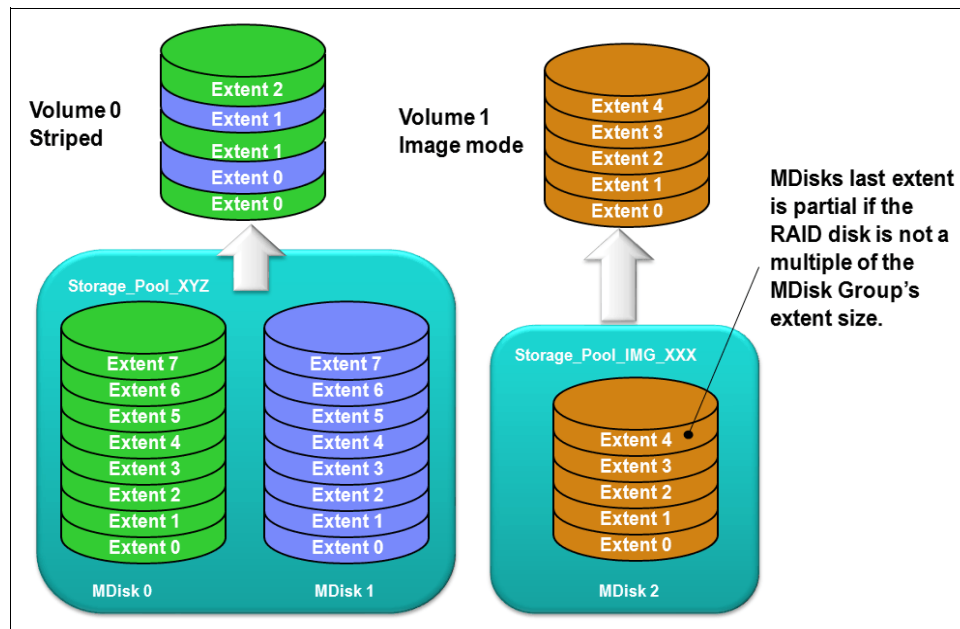 Volume 0
Striped
Extent 2
Extent 1
Extent 1
Extent 0
Extent 0
Volume 1
Image mode
Extent 4
Extent 3
Extent 2
Extent 1
Extent 0
MDisks last extent
is partial if the
RAID disk is not a
multiple of the
MDisk Group’s
extent size.
Storage_Pool_XYZ
Extent 7
Extent 6
Extent 5
Extent 4
Extent 3
Extent 2
Extent 1
Extent 0
MDisk 0
Extent 7
Extent 6
Extent 5
Extent 4
Extent 3
Extent 2
Extent 1
Extent 0
MDisk 1
Storage_Pool_IMG_XXX
Extent 4
Extent 3
Extent 2
Extent 1
Extent 0
MDisk 2